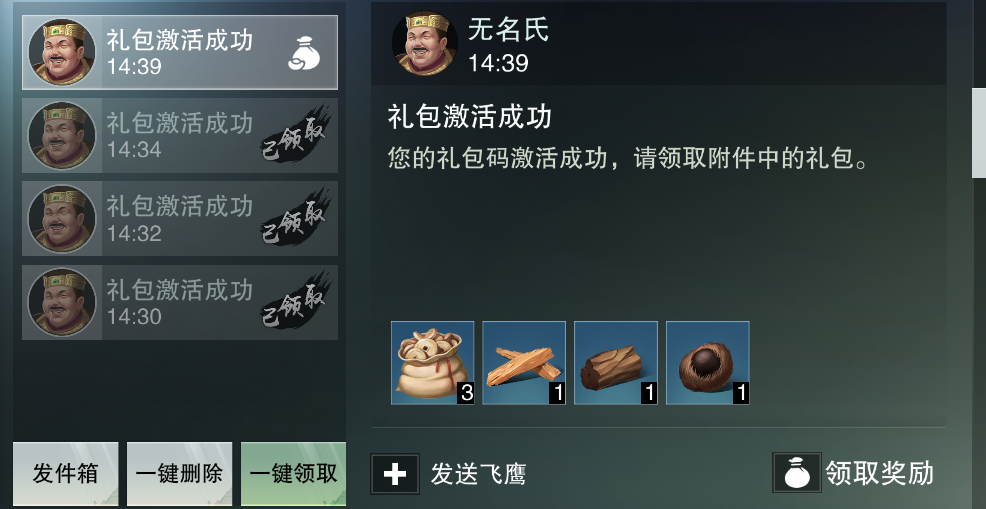 礼包激活成功
14:39
礼包激活成功
14:34
已领取
礼包激活成功
14:32
已领取
礼包激活成功
14:30
已领取
发件箱
一键删除
一键领取
无名氏
14:39
礼包激活成功
您的礼包码激活成功，请领取附件中的礼包。
3
1
1
1
发送飞鹰
领取奖励